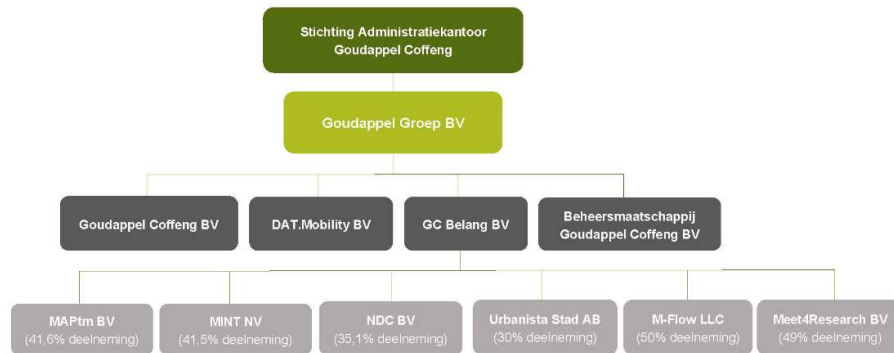 Stichting Administratiekantoor
Goudappel Coffeng
Goudappel Groep BV
Goudappel Coffeng BV
DAT.Mobility BV
GC Belang BV
Beheersmaatschappij
Goudappel Coffeng BV
MAPtm BV
(41,6% deelneming)
MINT NV
(41,5% deelneming)
NDC BV
(35,1% deelneming)
Urbanista Stad AB
(30% deelneming)
M-Flow LLC
(50% deelneming)
Meet4Research BV
(49% deelneming)